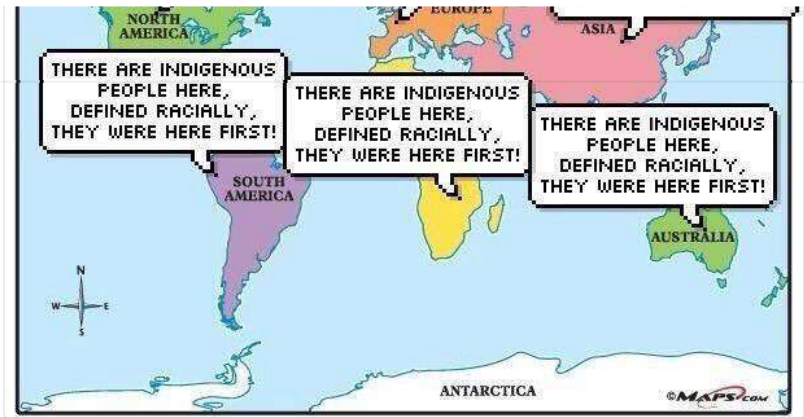 NORTH
AMERICA
EUROPE
ASIA
THERE ARE INDIGENOUS
PEOPLE HERE,
DEFINED RACIALLY,
THEY WERE HERE FIRST!
THERE ARE INDIGENOUS
PEOPLE HERE,
DEFINED RACIALLY,
THEY WERE HERE FIRST!
THERE ARE INDIGENOUS
PEOPLE HERE,
DEFINED RACIALLY,
THEY WERE HERE FIRST!
SOUTH
AMERICA
AUSTRALIA
N
W E
S
ANTARCTICA
©MAPS.COM